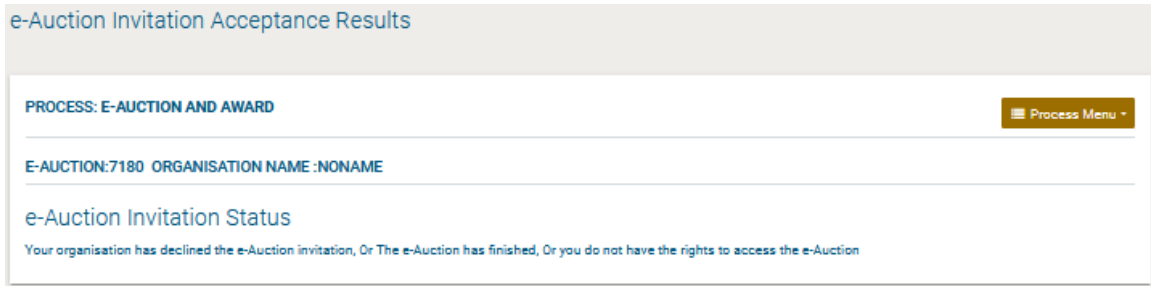 e-Auction Invitation Acceptance Results
PROCESS: E-AUCTION AND AWARD
Process Menu
E-AUCTION:7180 ORGANISATION NAME :NONAME
e-Auction Invitation Status
Your organisation has declined the e-Auction invitation, Or The e-Auction has finished, Or you do not have the rights to access the e-Auction